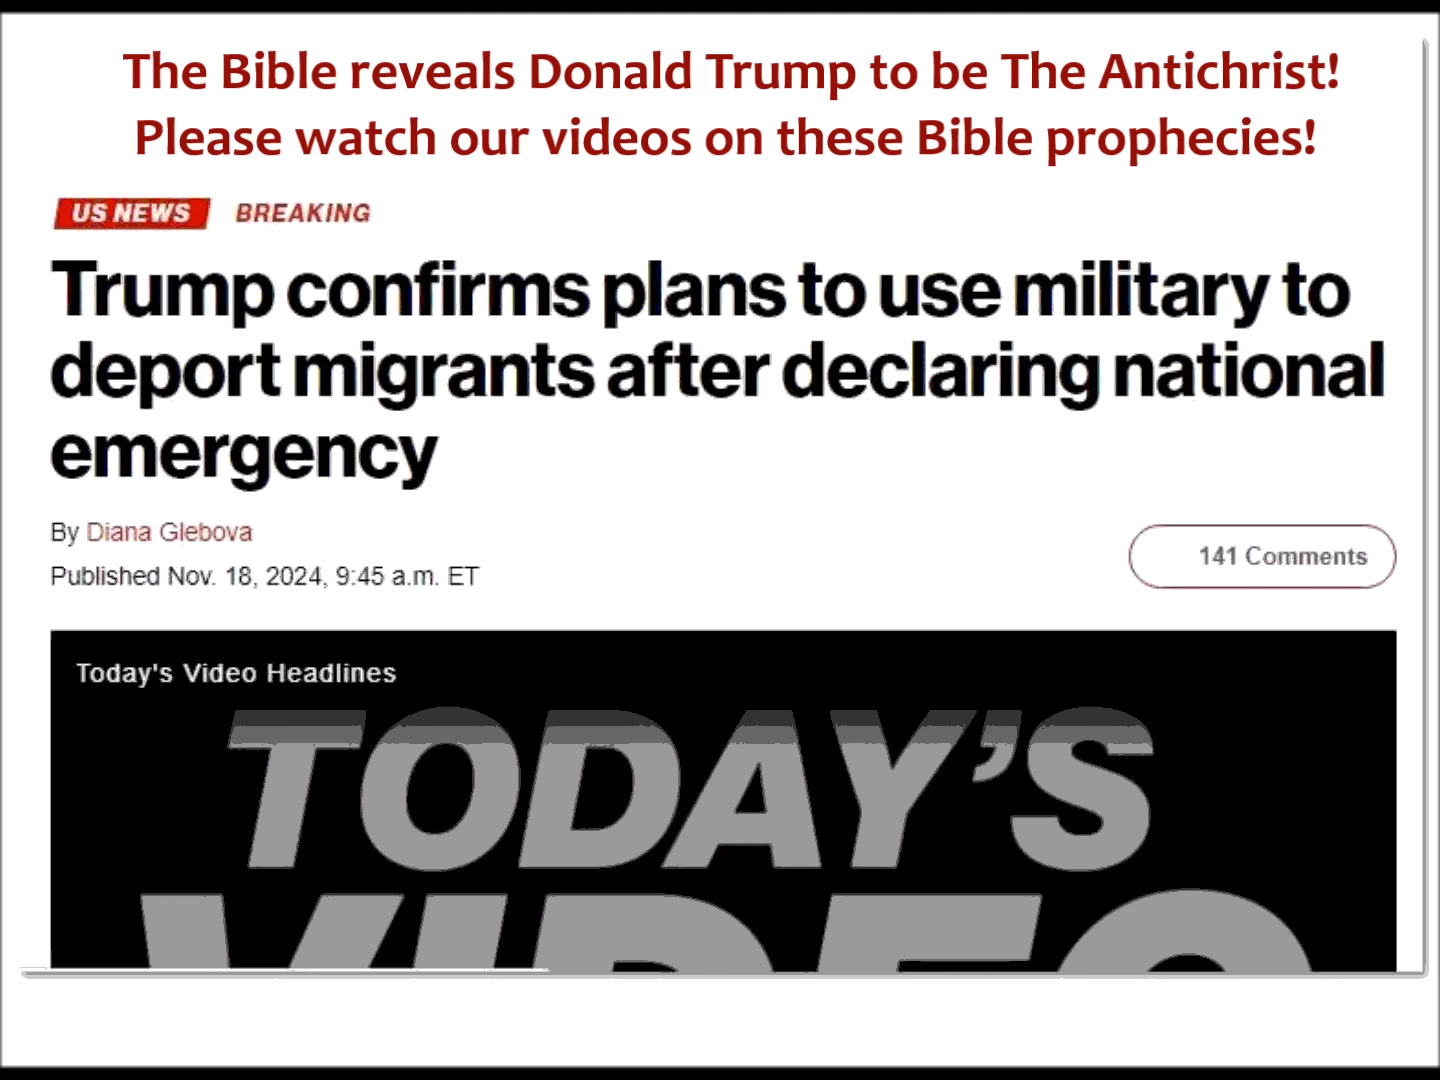 The Bible reveals Donald Trump to be The Antichrist!
Please watch our videos on these Bible prophecies!
US NEWS BREAKING
Trump confirms plans to use military to
deport migrants after declaring national
emergency
By Diana Glebova
141 Comments
Published Nov. 18, 2024, 9:45 a.m. ET
Today's Video Headlines
TODAY'S
VIDEO